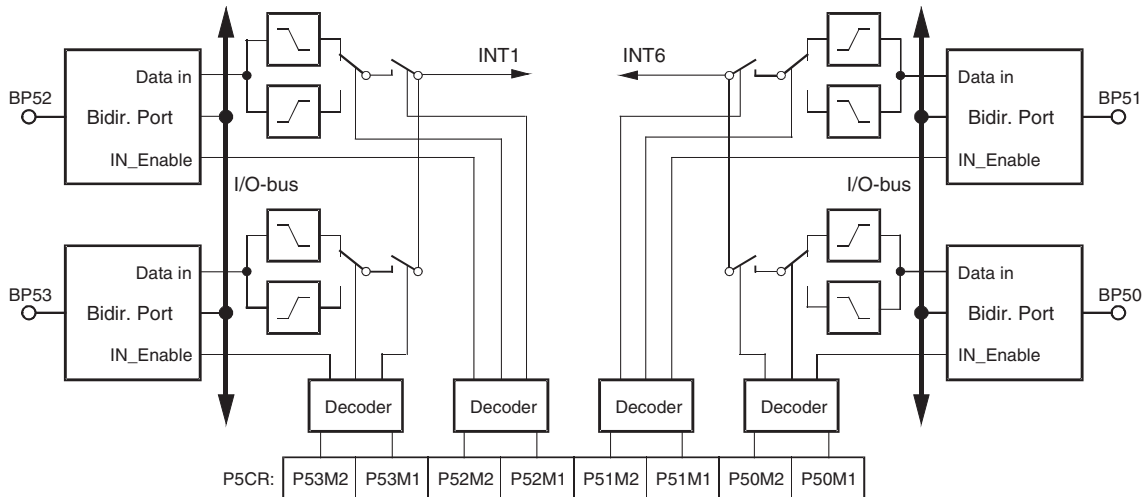 INT1
INT6
Data in
BP52
Bidir. Port
IN_Enable
Data in
BP51
Bidir. Port
IN_Enable
I/O-bus
I/O-bus
Data in
BP53
Bidir. Port
IN_Enable
Data in
BP50
Bidir. Port
IN_Enable
Decoder
Decoder
Decoder
Decoder
P5CR: P53M2 P53M1 P52M2 P52M1 P51M2 P51M1 P50M2 P50M1